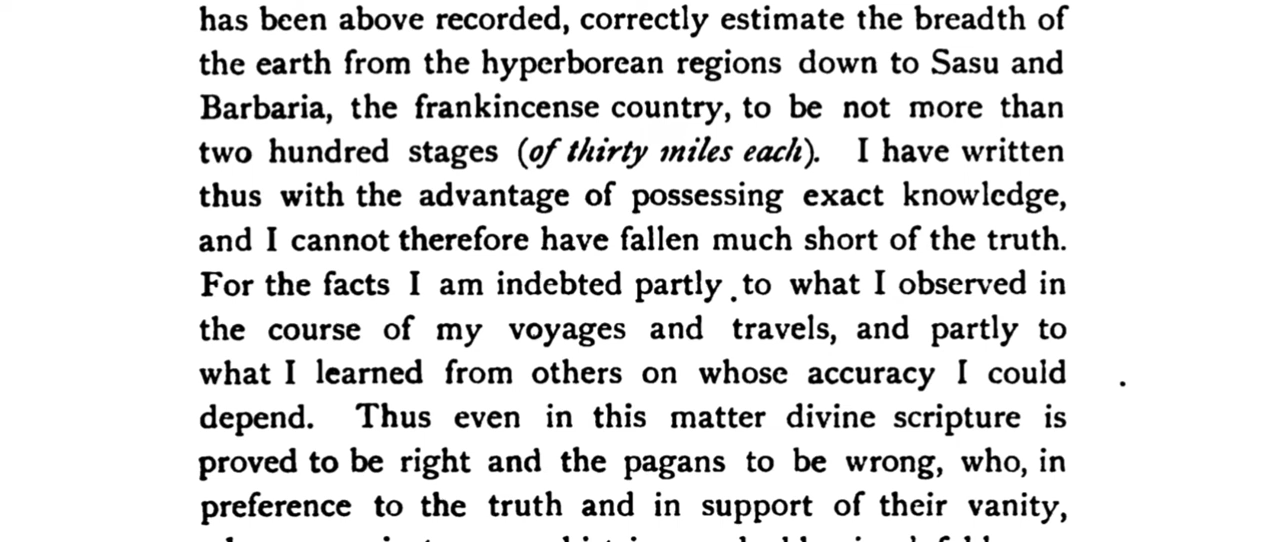 has been above recorded, correctly estimate the breadth of
the earth from the hyperborean regions down to Sasu and
Barbaria, the frankincense country, to be not more than
two hundred stages (of thirty miles each). I have written
thus with the advantage of possessing exact knowledge,
and I cannot therefore have fallen much short of the truth.
For the facts I am indebted partly to what I observed in
the course of my voyages and travels, and partly to
what I learned from others on whose accuracy I could
depend. Thus even in this matter divine scripture is
proved to be right and the pagans to be wrong, who, in
preference to the truth and in support of their vanity,